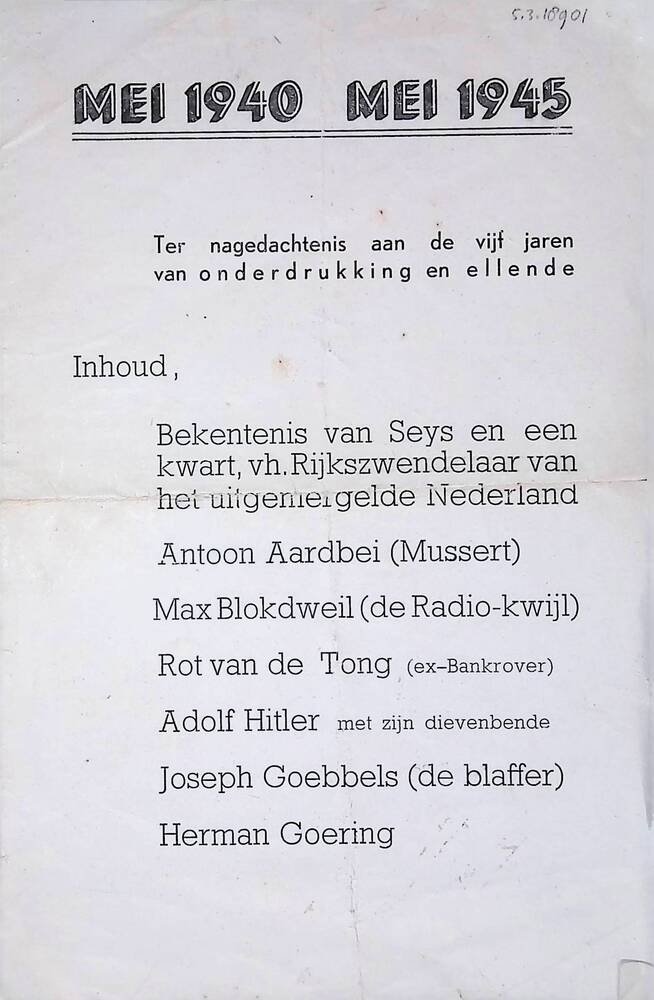 5.3.18901
MEI 1940 MEI 1945
Ter nagedachtenis aan de vijf jaren
van onderdrukking en ellende
Inhoud,
Bekentenis van Seys en een
kwart, vh. Rijkszwendelaar van
het uitgemergelde Nederland
Antoon Aardbei (Mussert)
Max Blokdweil (de Radio-kwijl)
Rot van de Tong (ex-Bankrover)
Adolf Hitler met zijn dievenbende
Joseph Goebbels (de blaffer)
Herman Goering